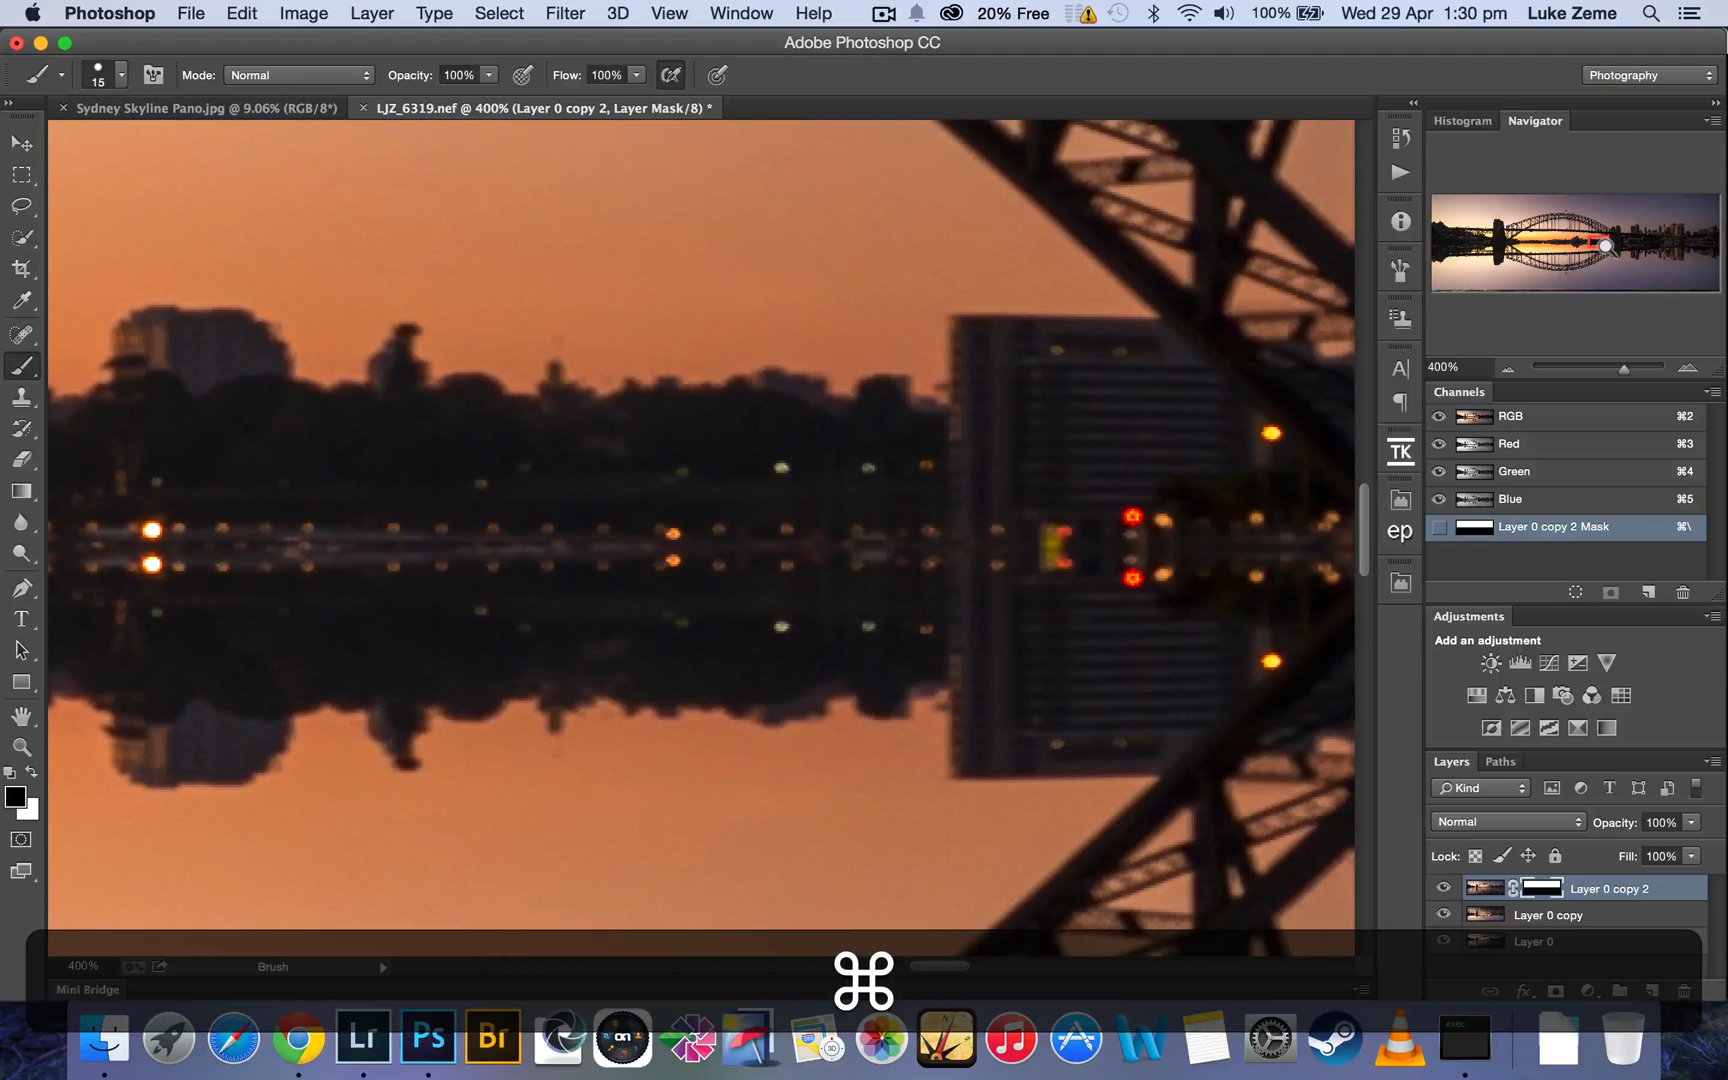 Photoshop File Edit Image Layer Type Select Filter 3D View Window Help 20% Free 100% Wed 29 Apr 1:30 pm Luke Zeme
Adobe Photoshop CC
15 Mode: Normal Opacity: 100% Flow: 100% Photography
Sydney Skyline Pano.jpg @ 9.06% (RGB/8*) LJZ_6319.nef @ 400% (Layer 0 copy 2, Layer Mask/8) *
Histogram Navigator
400%
Channels
RGB ⌘2
Red ⌘3
Green ⌘4
Blue ⌘5
Layer 0 copy 2 Mask ⌘\
Adjustments
Add an adjustment
Layers Paths
Kind
Normal Opacity: 100%
Lock: Fill: 100%
Layer 0 copy 2
Layer 0 copy
Layer 0
TK
ep
A
T
400% Brush
⌘
Mini Bridge
Lr Ps Br on 3D W exec